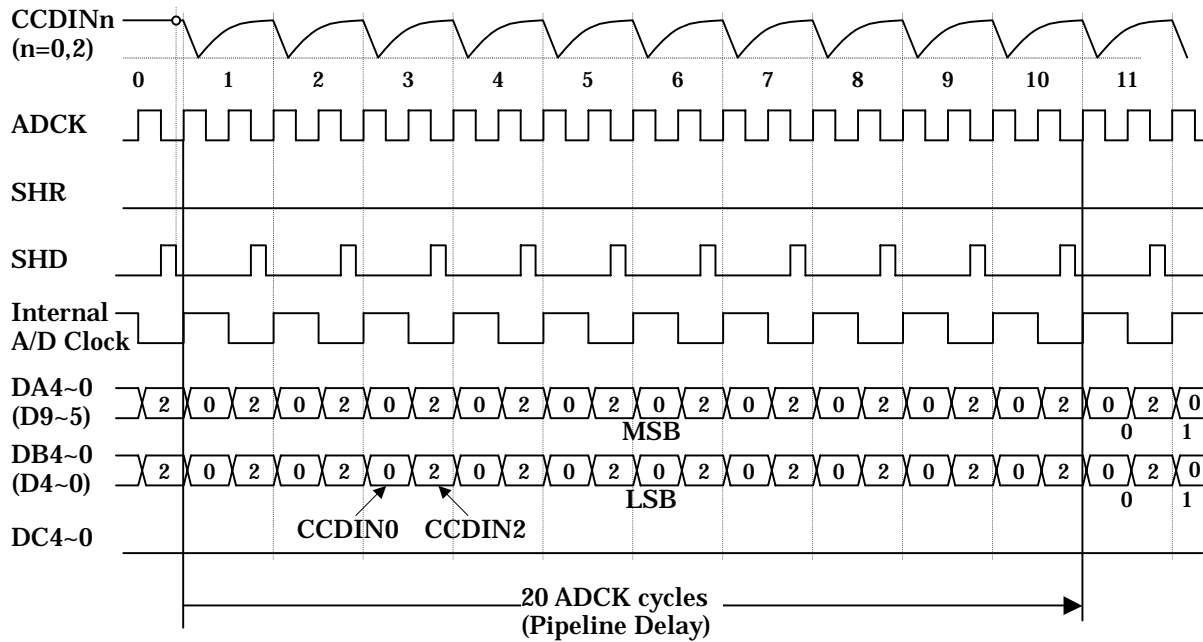 CCDINn
(n=0,2)
0 1 2 3 4 5 6 7 8 9 10 11
ADCK
SHR
SHD
Internal
A/D Clock
DA4~0
(D9~5)
2 0 2 0 2 0 2 0 2 0 2 0 2 0 2 0 2 0 2 0 2 0 2 0
MSB
0 1
DB4~0
(D4~0)
2 0 2 0 2 0 2 0 2 0 2 0 2 0 2 0 2 0 2 0 2 0 2 0
LSB
0 1
CCDIN0 CCDIN2
DC4~0
20 ADCK cycles
(Pipeline Delay)